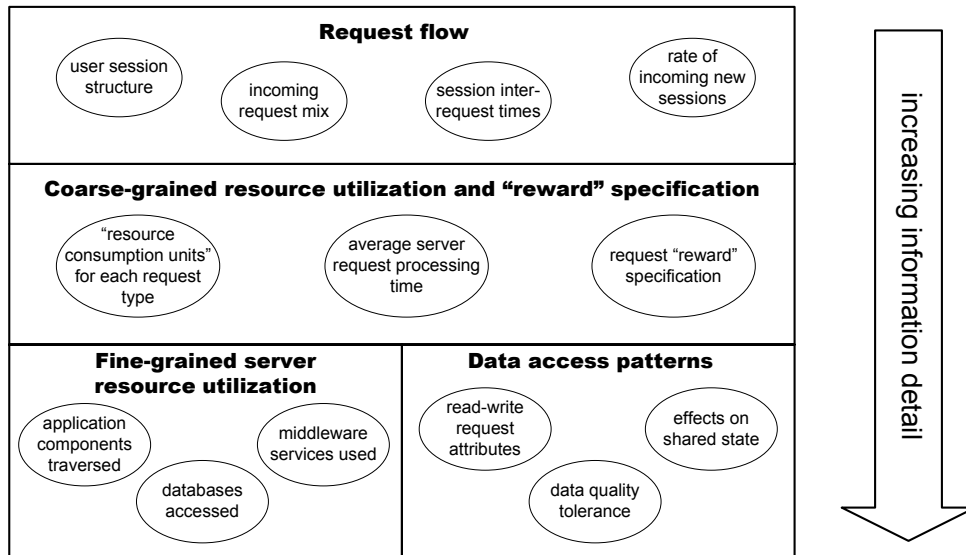 Request flow
user session
structure
incoming
request mix
session inter-
request times
rate of
incoming new
sessions
Coarse-grained resource utilization and “reward” specification
“resource
consumption units”
for each request
type
average server
request processing
time
request “reward”
specification
Fine-grained server
resource utilization
application
components
traversed
databases
accessed
middleware
services used
Data access patterns
read-write
request
attributes
data quality
tolerance
effects on
shared state
increasing information detail